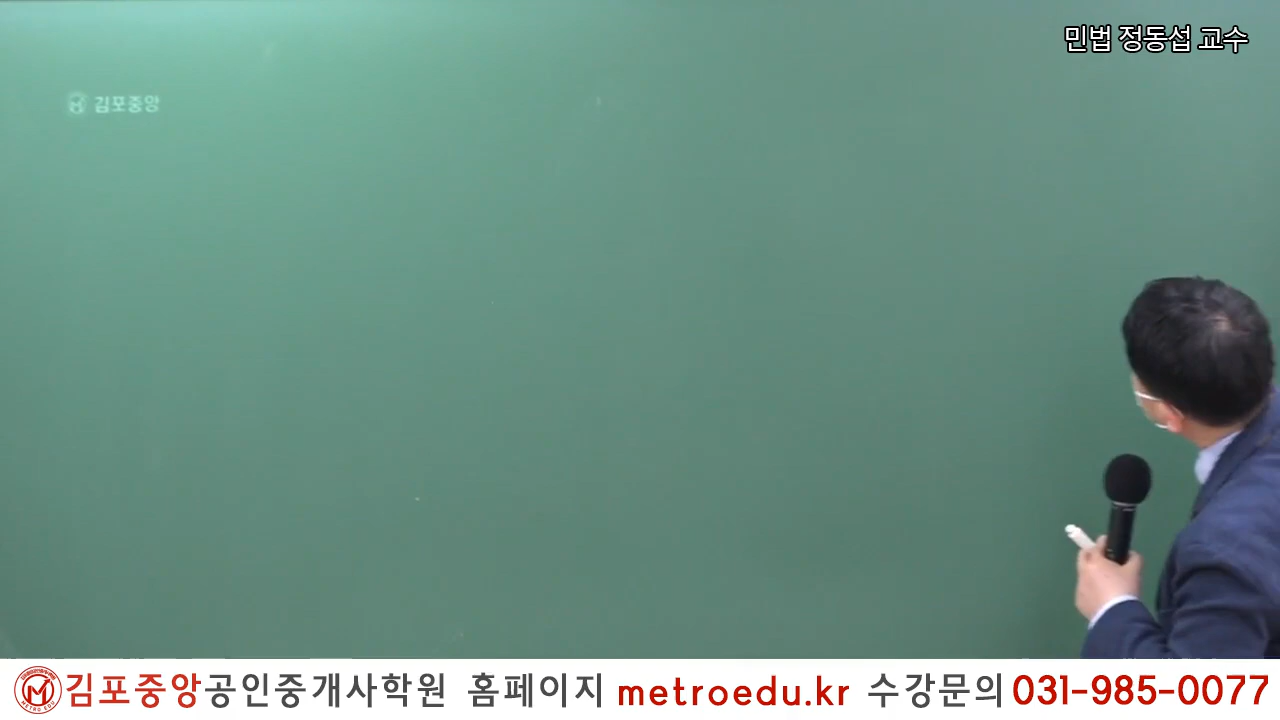 민법 정동섭 교수
김포중앙
김포중앙공인중개사학원 홈페이지 metroedu.kr 수강문의 031-985-0077